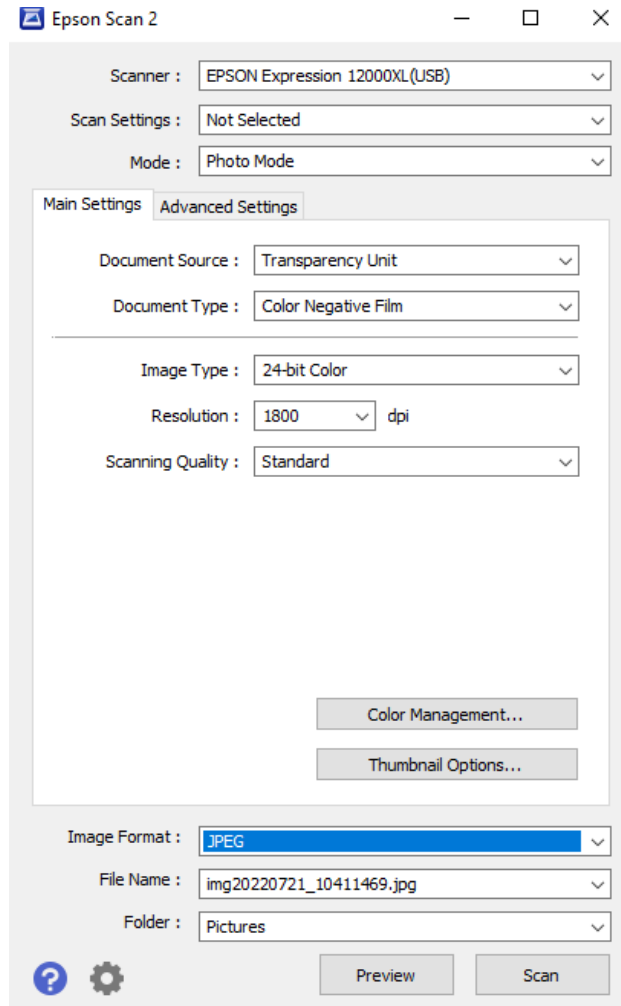 Epson Scan 2
Scanner : EPSON Expression 12000XL(USB)
Scan Settings : Not Selected
Mode : Photo Mode
Main Settings Advanced Settings
Document Source : Transparency Unit
Document Type : Color Negative Film
Image Type : 24-bit Color
Resolution : 1800 dpi
Scanning Quality : Standard
Color Management...
Thumbnail Options...
Image Format : JPEG
File Name : img20220721_10411469.jpg
Folder : Pictures
? Preview Scan